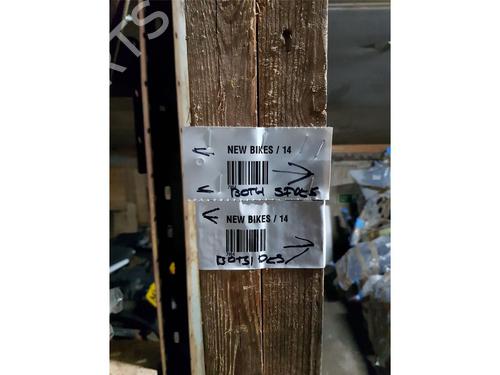 NEW BIKES / 14
BOTH SIDES
NEW BIKES / 14
BOTSIDES